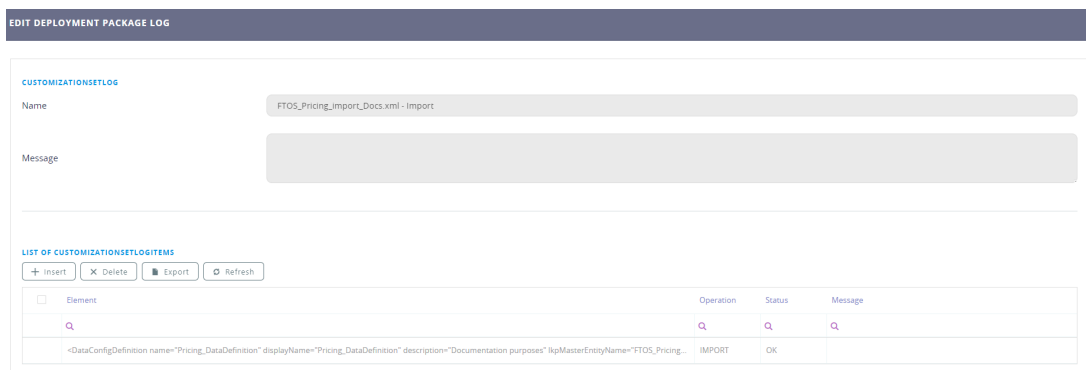 EDIT DEPLOYMENT PACKAGE LOG
CUSTOMIZATIONSETLOG
Name FTOS_Pricing_import_Docs.xml - Import
Message
LIST OF CUSTOMIZATIONSETLOGITEMS
Insert Delete Export Refresh
Element Operation Status Message
<DataConfigDefinition name="Pricing_DataDefinition" displayName="Pricing_DataDefinition" description="Documentation purposes" lkpMasterEntityName="FTOS_Pricing... IMPORT OK